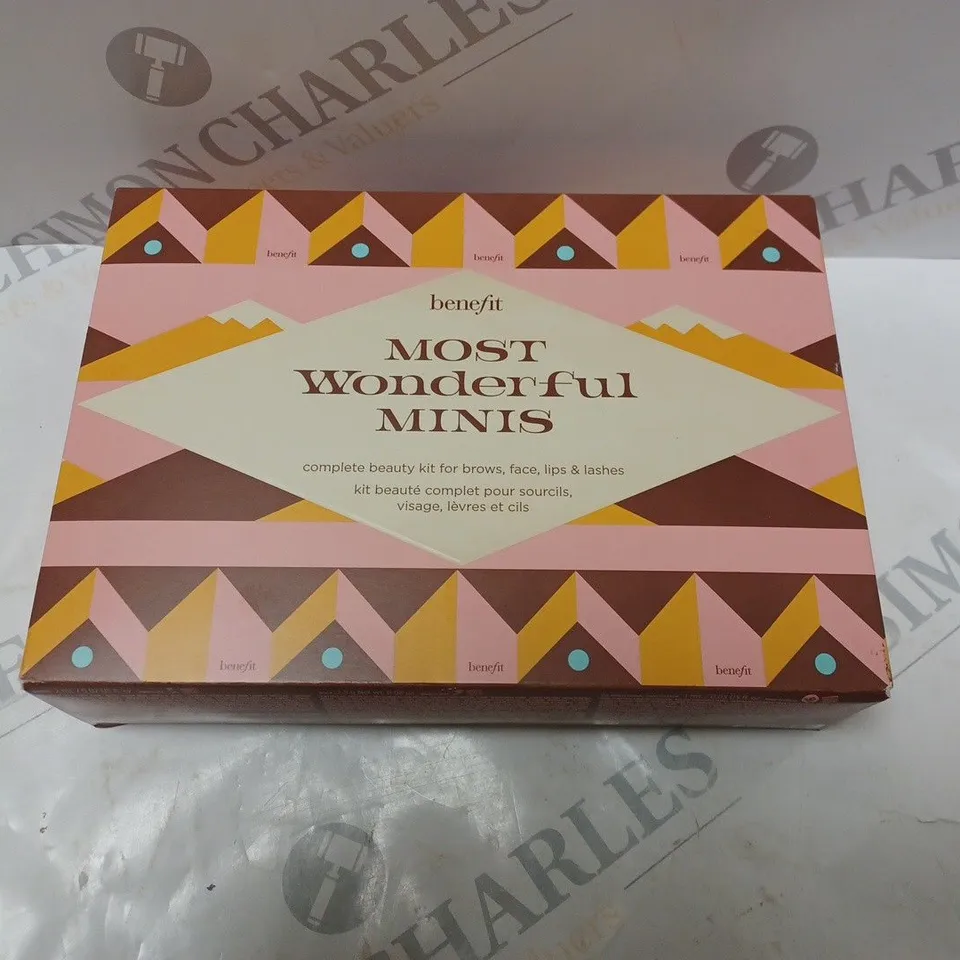 SIMON CHARLES
benefit benefit benefit
benefit
MOST
Wonderful
MINIS
complete beauty kit for brows, face, lips & lashes
kit beauté complet pour sourcils,
visage, lèvres et cils
benefit benefit benefit
CHARLES